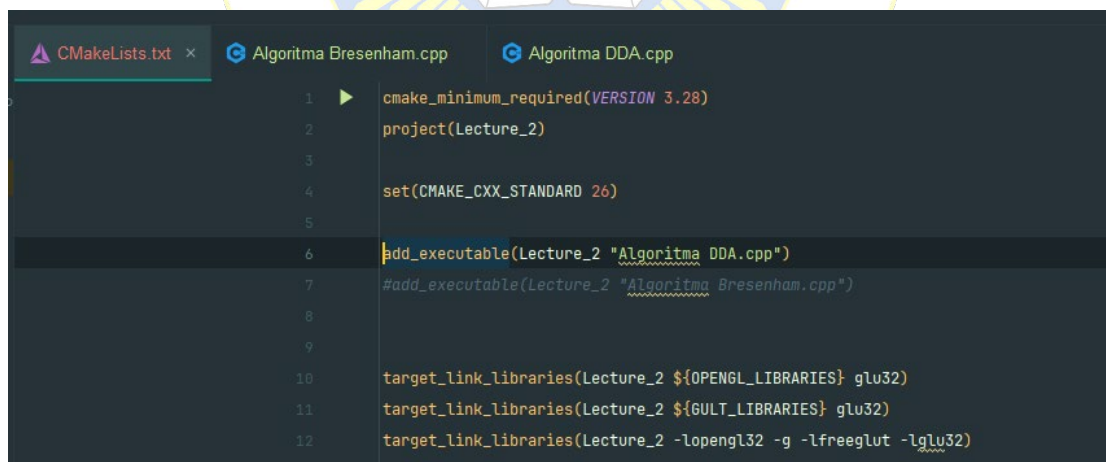 CMakeLists.txt × Algoritma Bresenham.cpp Algoritma DDA.cpp
1 cmake_minimum_required(VERSION 3.28)
2 project(Lecture_2)
3
4 set(CMAKE_CXX_STANDARD 26)
5
6 add_executable(Lecture_2 "Algoritma DDA.cpp")
7 #add_executable(Lecture_2 "Algoritma Bresenham.cpp")
8
9
10 target_link_libraries(Lecture_2 ${OPENGL_LIBRARIES} glu32)
11 target_link_libraries(Lecture_2 ${GULT_LIBRARIES} glu32)
12 target_link_libraries(Lecture_2 -lopengl32 -g -lfreeglut -lglu32)